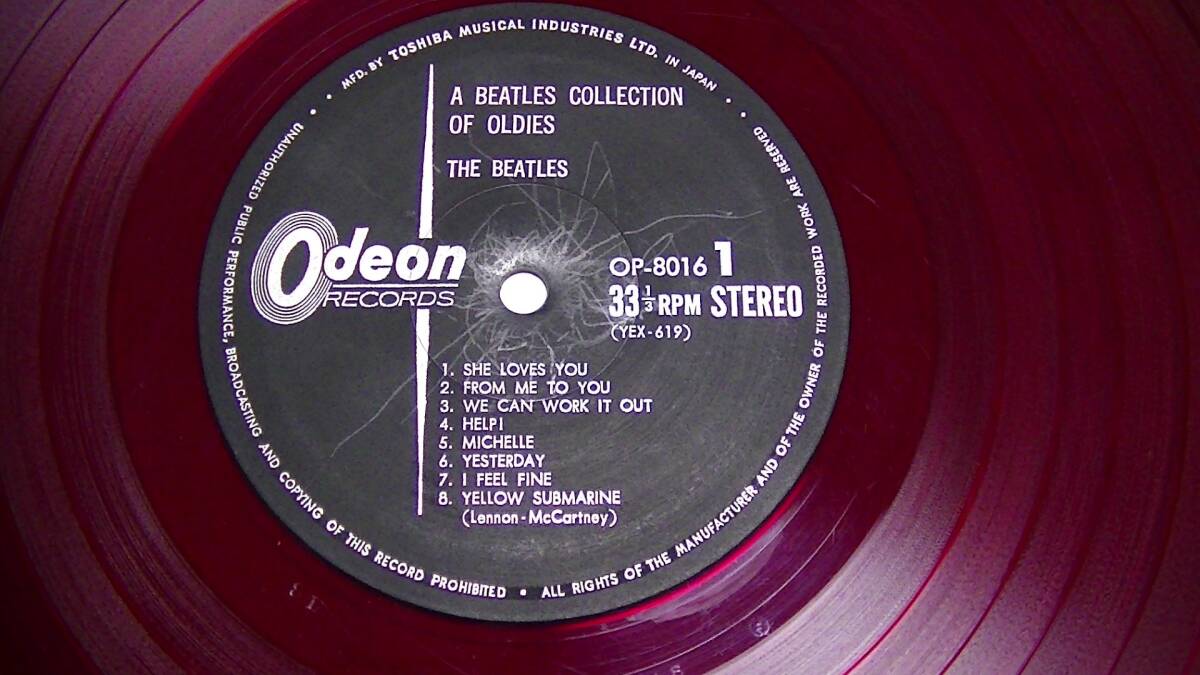 MFD. BY TOSHIBA MUSICAL INDUSTRIES LTD. IN JAPAN
A BEATLES COLLECTION
OF OLDIES
THE BEATLES
Odeon
RECORDS
OP-8016 1
33 1/3 RPM STEREO
(YEX-619)
1. SHE LOVES YOU
2. FROM ME TO YOU
3. WE CAN WORK IT OUT
4. HELP!
5. MICHELLE
6. YESTERDAY
7. I FEEL FINE
8. YELLOW SUBMARINE
(Lennon-McCartney)
UNAUTHORIZED PUBLIC PERFORMANCE, BROADCASTING AND COPYING OF THIS RECORD PROHIBITED • ALL RIGHTS OF THE MANUFACTURER AND OF THE OWNER OF THE RECORDED WORK ARE RESERVED